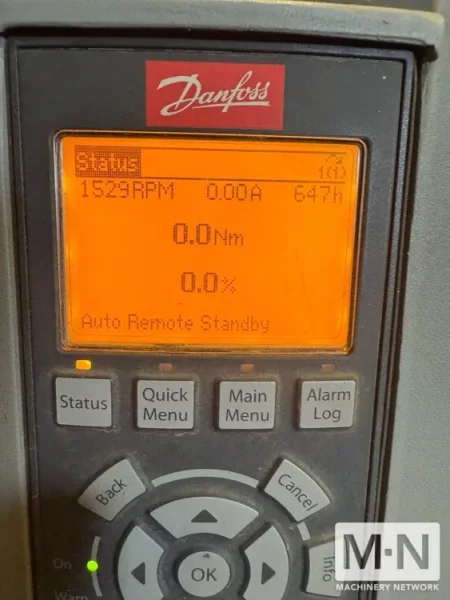 Danfoss
Status
1(1)
1529RPM 0.00A 647h
0.0Nm
0.0%
Auto Remote Standby
Status
Quick
Menu
Main
Menu
Alarm
Log
Back
Cancel
On
OK
Info
Warn
M·N
MACHINERY NETWORK